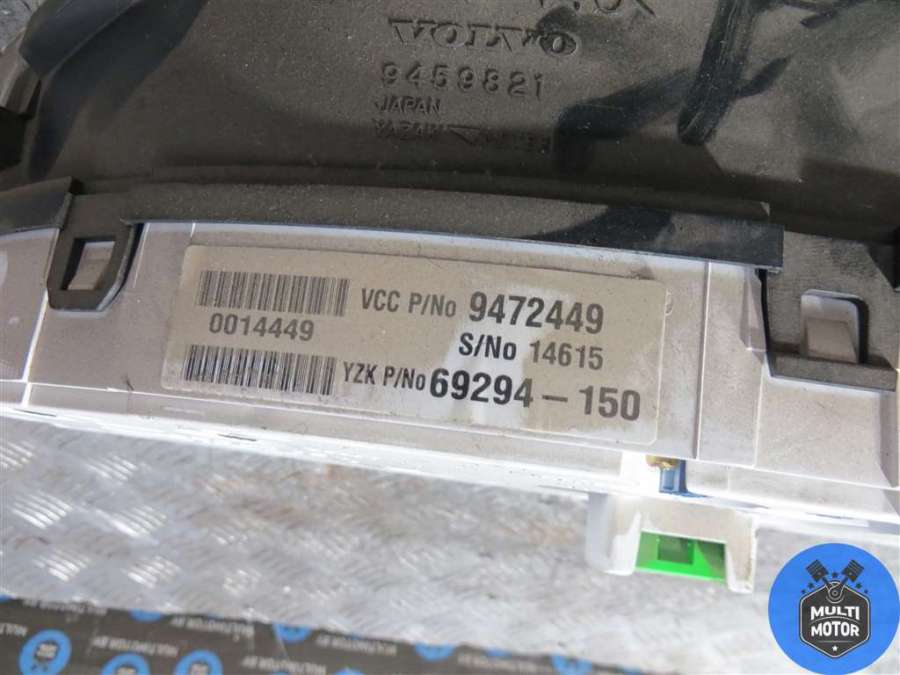 VOLVO
9459821
JAPAN
VCC P/No 9472449
0014449
S/No 14615
YZK P/No 69294-150
MULTI
MOTOR